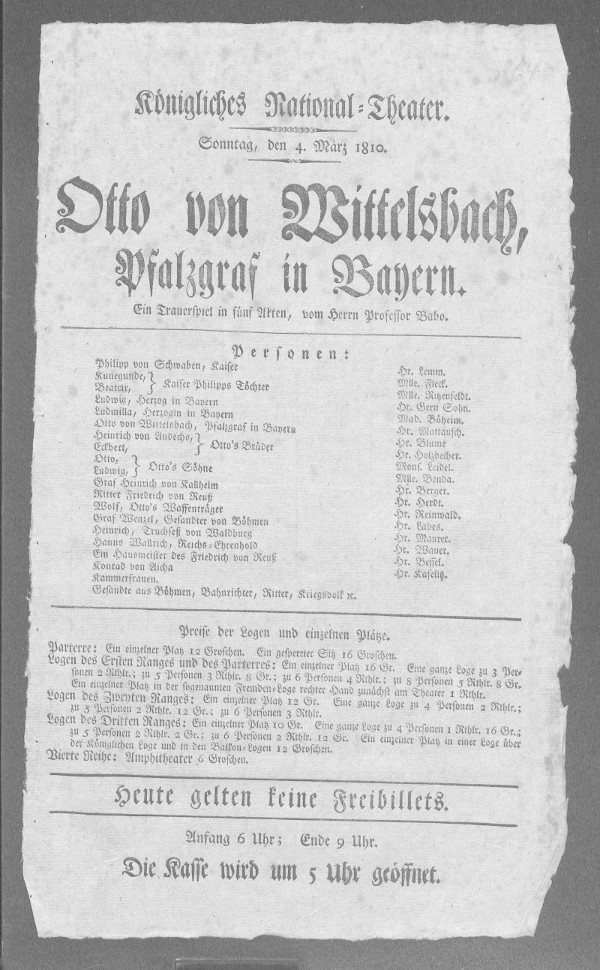 Königliches National-Theater.
Sonntag, den 4. März 1810.
Otto von Wittelsbach,
Pfalzgraf in Bayern.
Ein Trauerspiel in fünf Akten, vom Herrn Professor Babo.
Personen:
Philipp von Schwaben, Kaiser Hr. Lemm.
Kunegunde, Mlle. Fleck.
Beatrix, } Kaiser Philipps Töchter Mlle. Ritzenfeldt.
Ludwig, Herzog in Bayern Hr. Gern Sohn.
Ludmilla, Herzogin in Bayern Mad. Böheim.
Otto von Wittelsbach, Pfalzgraf in Bayern Hr. Mattausch.
Heinrich von Andechs, Hr. Blume
Eckbert, } Otto's Brüder Hr. Holzbecher.
Otto, Mons. Leidel.
Ludwig, } Otto's Söhne Mlle. Benda.
Graf Heinrich von Kallheim Hr. Berger.
Ritter Friedrich von Reuß Hr. Herdt.
Wolf, Otto's Waffenträger Hr. Reinwald.
Graf Wenzel, Gesandter von Böhmen Hr. Labes.
Heinrich, Truchseß von Waldburg Hr. Maurer.
Hanns Wallrich, Reichs-Ehrenhold Hr. Wauer.
Ein Hausmeister des Friedrich von Reuß Hr. Bessel.
Konrad von Aicha Hr. Kaselitz.
Kammerfrauen.
Gesandte aus Böhmen, Bahnrichter, Ritter, Kriegsvolk ꝛc.
Preise der Logen und einzelnen Plätze.
Parterre: Ein einzelner Platz 12 Groschen. Ein gesperrter Sitz 16 Groschen.
Logen des Ersten Ranges und des Parterres: Ein einzelner Platz 16 Gr. Eine ganze Loge zu 3 Per-
sonen 2 Rthlr.; zu 5 Personen 3 Rthlr. 8 Gr.; zu 6 Personen 4 Rthlr.; zu 8 Personen 5 Rthlr. 8 Gr.
Ein einzelner Platz in der sogenannten Fremden-Loge rechter Hand zunächst am Theater 1 Rthlr.
Logen des Zweyten Ranges: Ein einzelner Platz 12 Gr. Eine ganze Loge zu 4 Personen 2 Rthlr.;
zu 5 Personen 2 Rthlr. 12 Gr.; zu 6 Personen 3 Rthlr.
Logen des Dritten Ranges: Ein einzelner Platz 10 Gr. Eine ganze Loge zu 4 Personen 1 Rthlr. 16 Gr.;
zu 5 Personen 2 Rthlr. 2 Gr.; zu 6 Personen 2 Rthlr. 12 Gr. Ein einzelner Platz in einer Loge über
der Königlichen Loge und in den Balkon-Logen 12 Groschen.
Vierte Reihe: Amphitheater 6 Groschen.
Heute gelten keine Freibillets.
Anfang 6 Uhr; Ende 9 Uhr.
Die Kasse wird um 5 Uhr geöffnet.